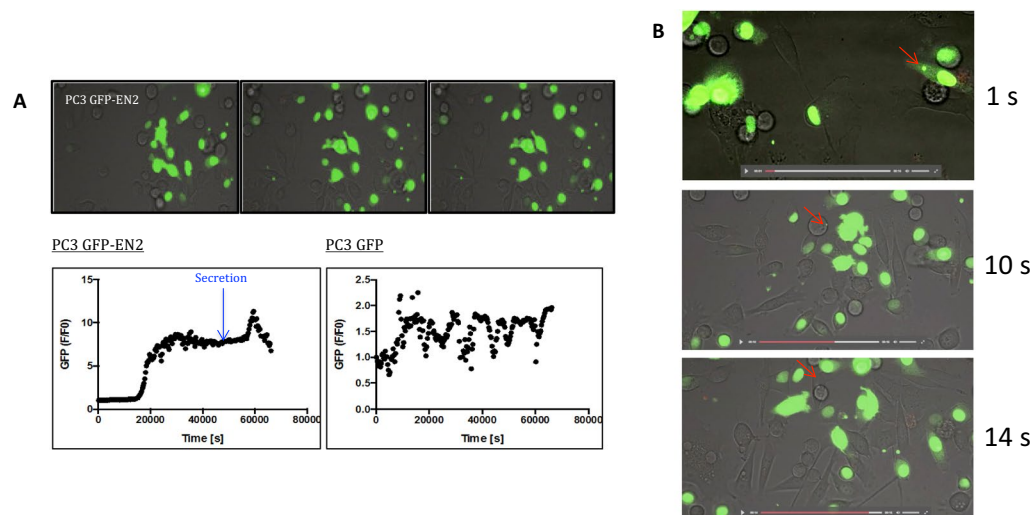 A
PC3 GFP-EN2
PC3 GFP-EN2
GFP (F/F0)
15
10
5
0
Secretion
0
20000
40000
60000
80000
Time [s]
PC3 GFP
GFP (F/F0)
2.5
2.0
1.5
1.0
0.5
0.0
0
20000
40000
60000
80000
Time [s]
B
1 s
10 s
14 s